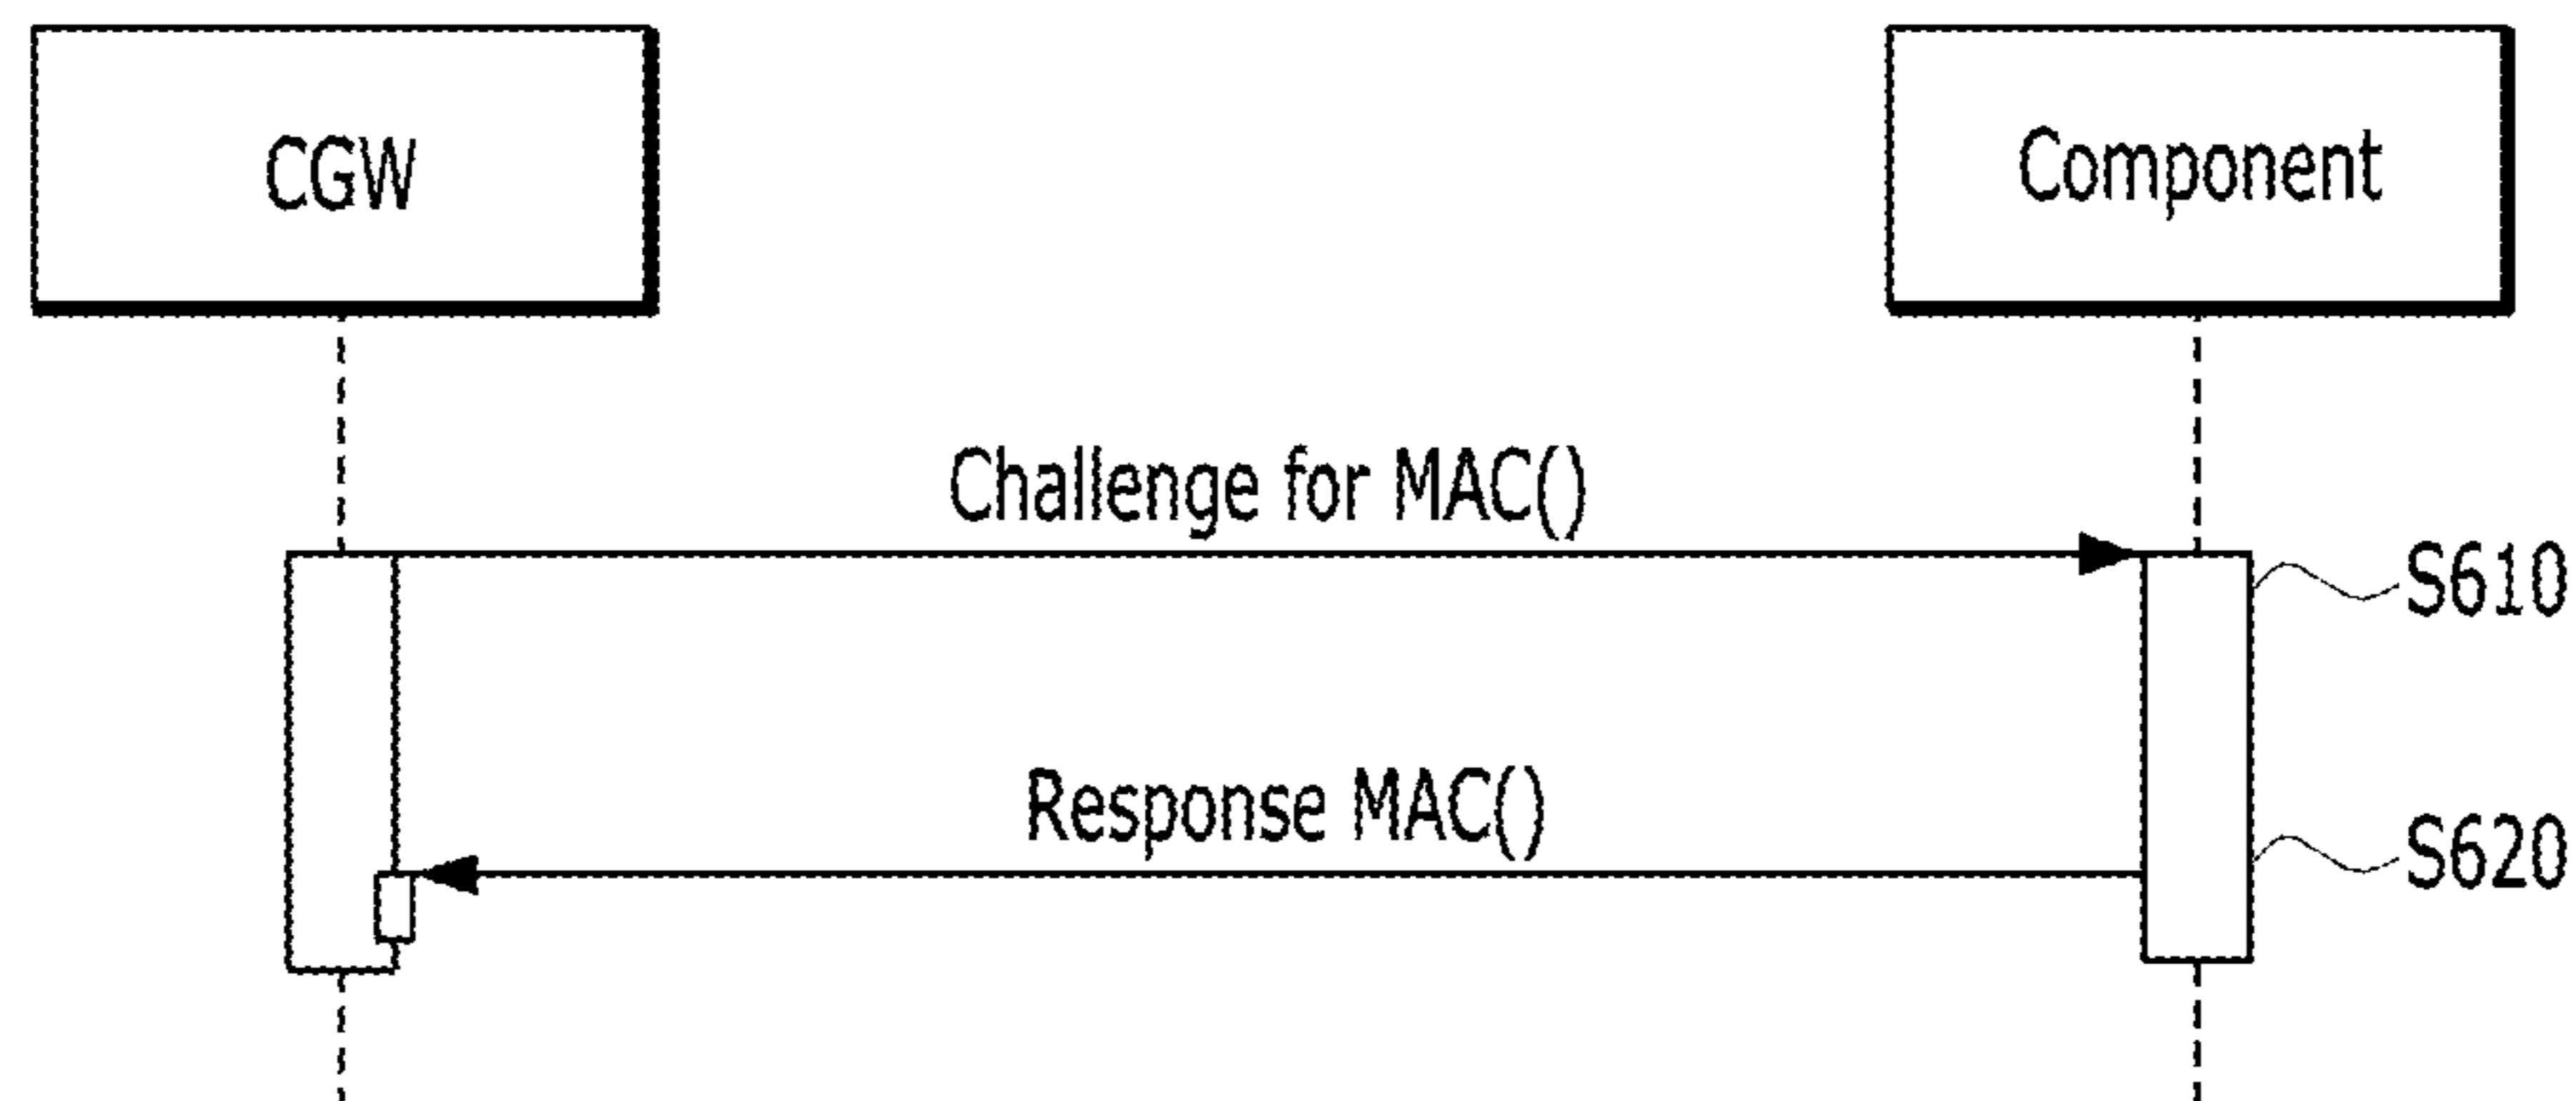 CGW
Component
Challenge for MAC()
S610
Response MAC()
S620